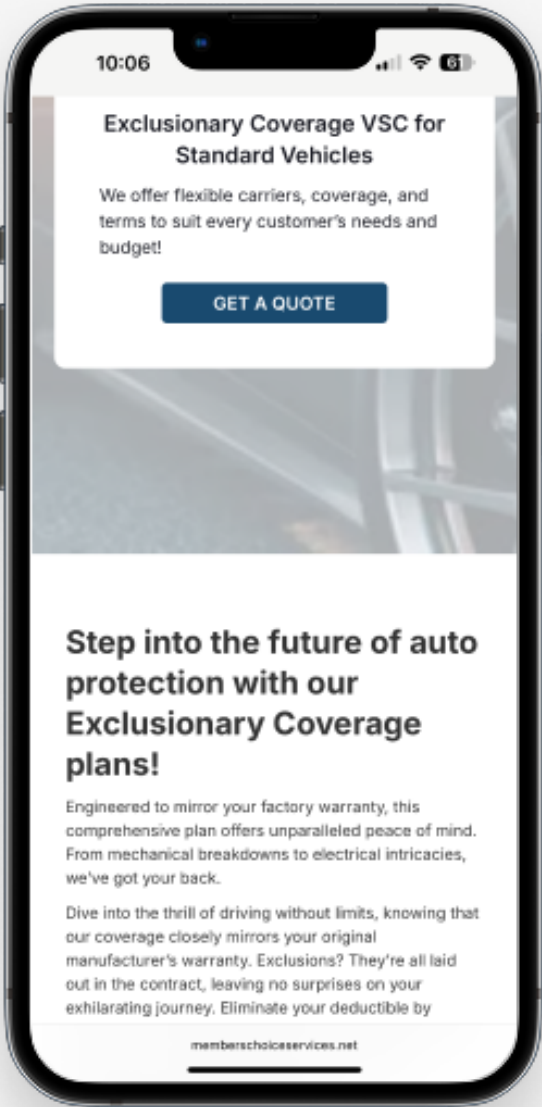 10:06
61
Exclusionary Coverage VSC for
Standard Vehicles
We offer flexible carriers, coverage, and
terms to suit every customer's needs and
budget!
GET A QUOTE
Step into the future of auto
protection with our
Exclusionary Coverage
plans!
Engineered to mirror your factory warranty, this
comprehensive plan offers unparalleled peace of mind.
From mechanical breakdowns to electrical intricacies,
we've got your back.
Dive into the thrill of driving without limits, knowing that
our coverage closely mirrors your original
manufacturer's warranty. Exclusions? They're all laid
out in the contract, leaving no surprises on your
exhilarating journey. Eliminate your deductible by
memberschoiceservices.net